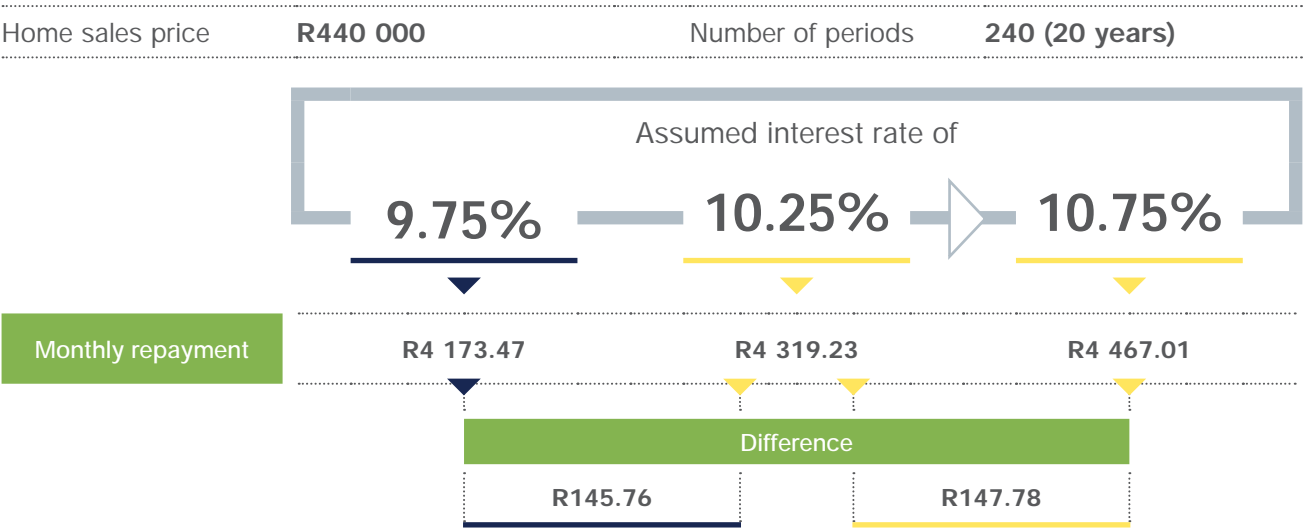 Home sales price R440 000 Number of periods 240 (20 years)
Assumed interest rate of
9.75% 10.25% 10.75%
Monthly repayment R4 173.47 R4 319.23 R4 467.01
Difference
R145.76 R147.78